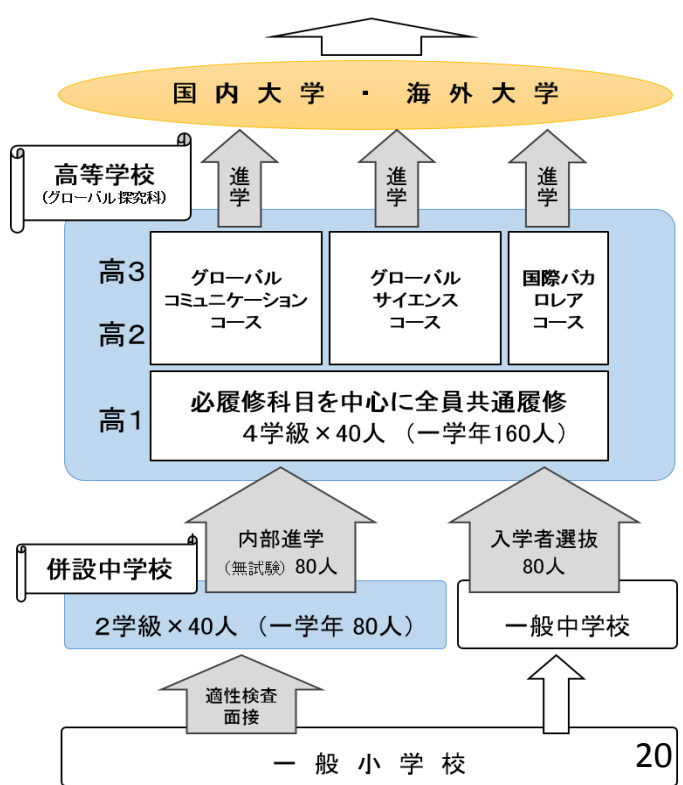 国内大学・海外大学
高等学校
(グローバル探究科)
進学
進学
進学
高3
高2
グローバル
コミュニケーション
コース
グローバル
サイエンス
コース
国際バカ
ロレア
コース
高1
必履修科目を中心に全員共通履修
4学級×40人 (一学年160人)
内部進学
(無試験) 80人
入学者選抜
80人
併設中学校
2学級×40人 (一学年 80人)
一般中学校
適性検査
面接
一般小学校
20